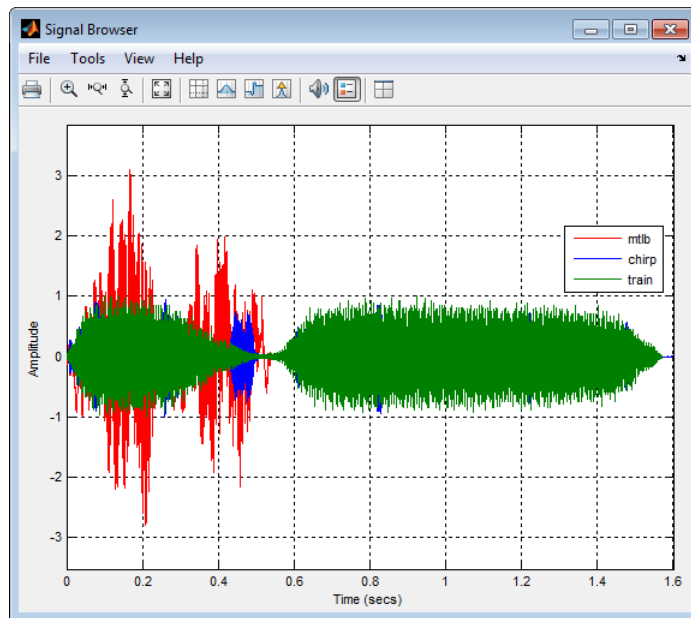 Signal Browser
File Tools View Help
3
2
1
0
-1
-2
-3
Amplitude
mtlb
chirp
train
0 0.2 0.4 0.6 0.8 1 1.2 1.4 1.6
Time (secs)